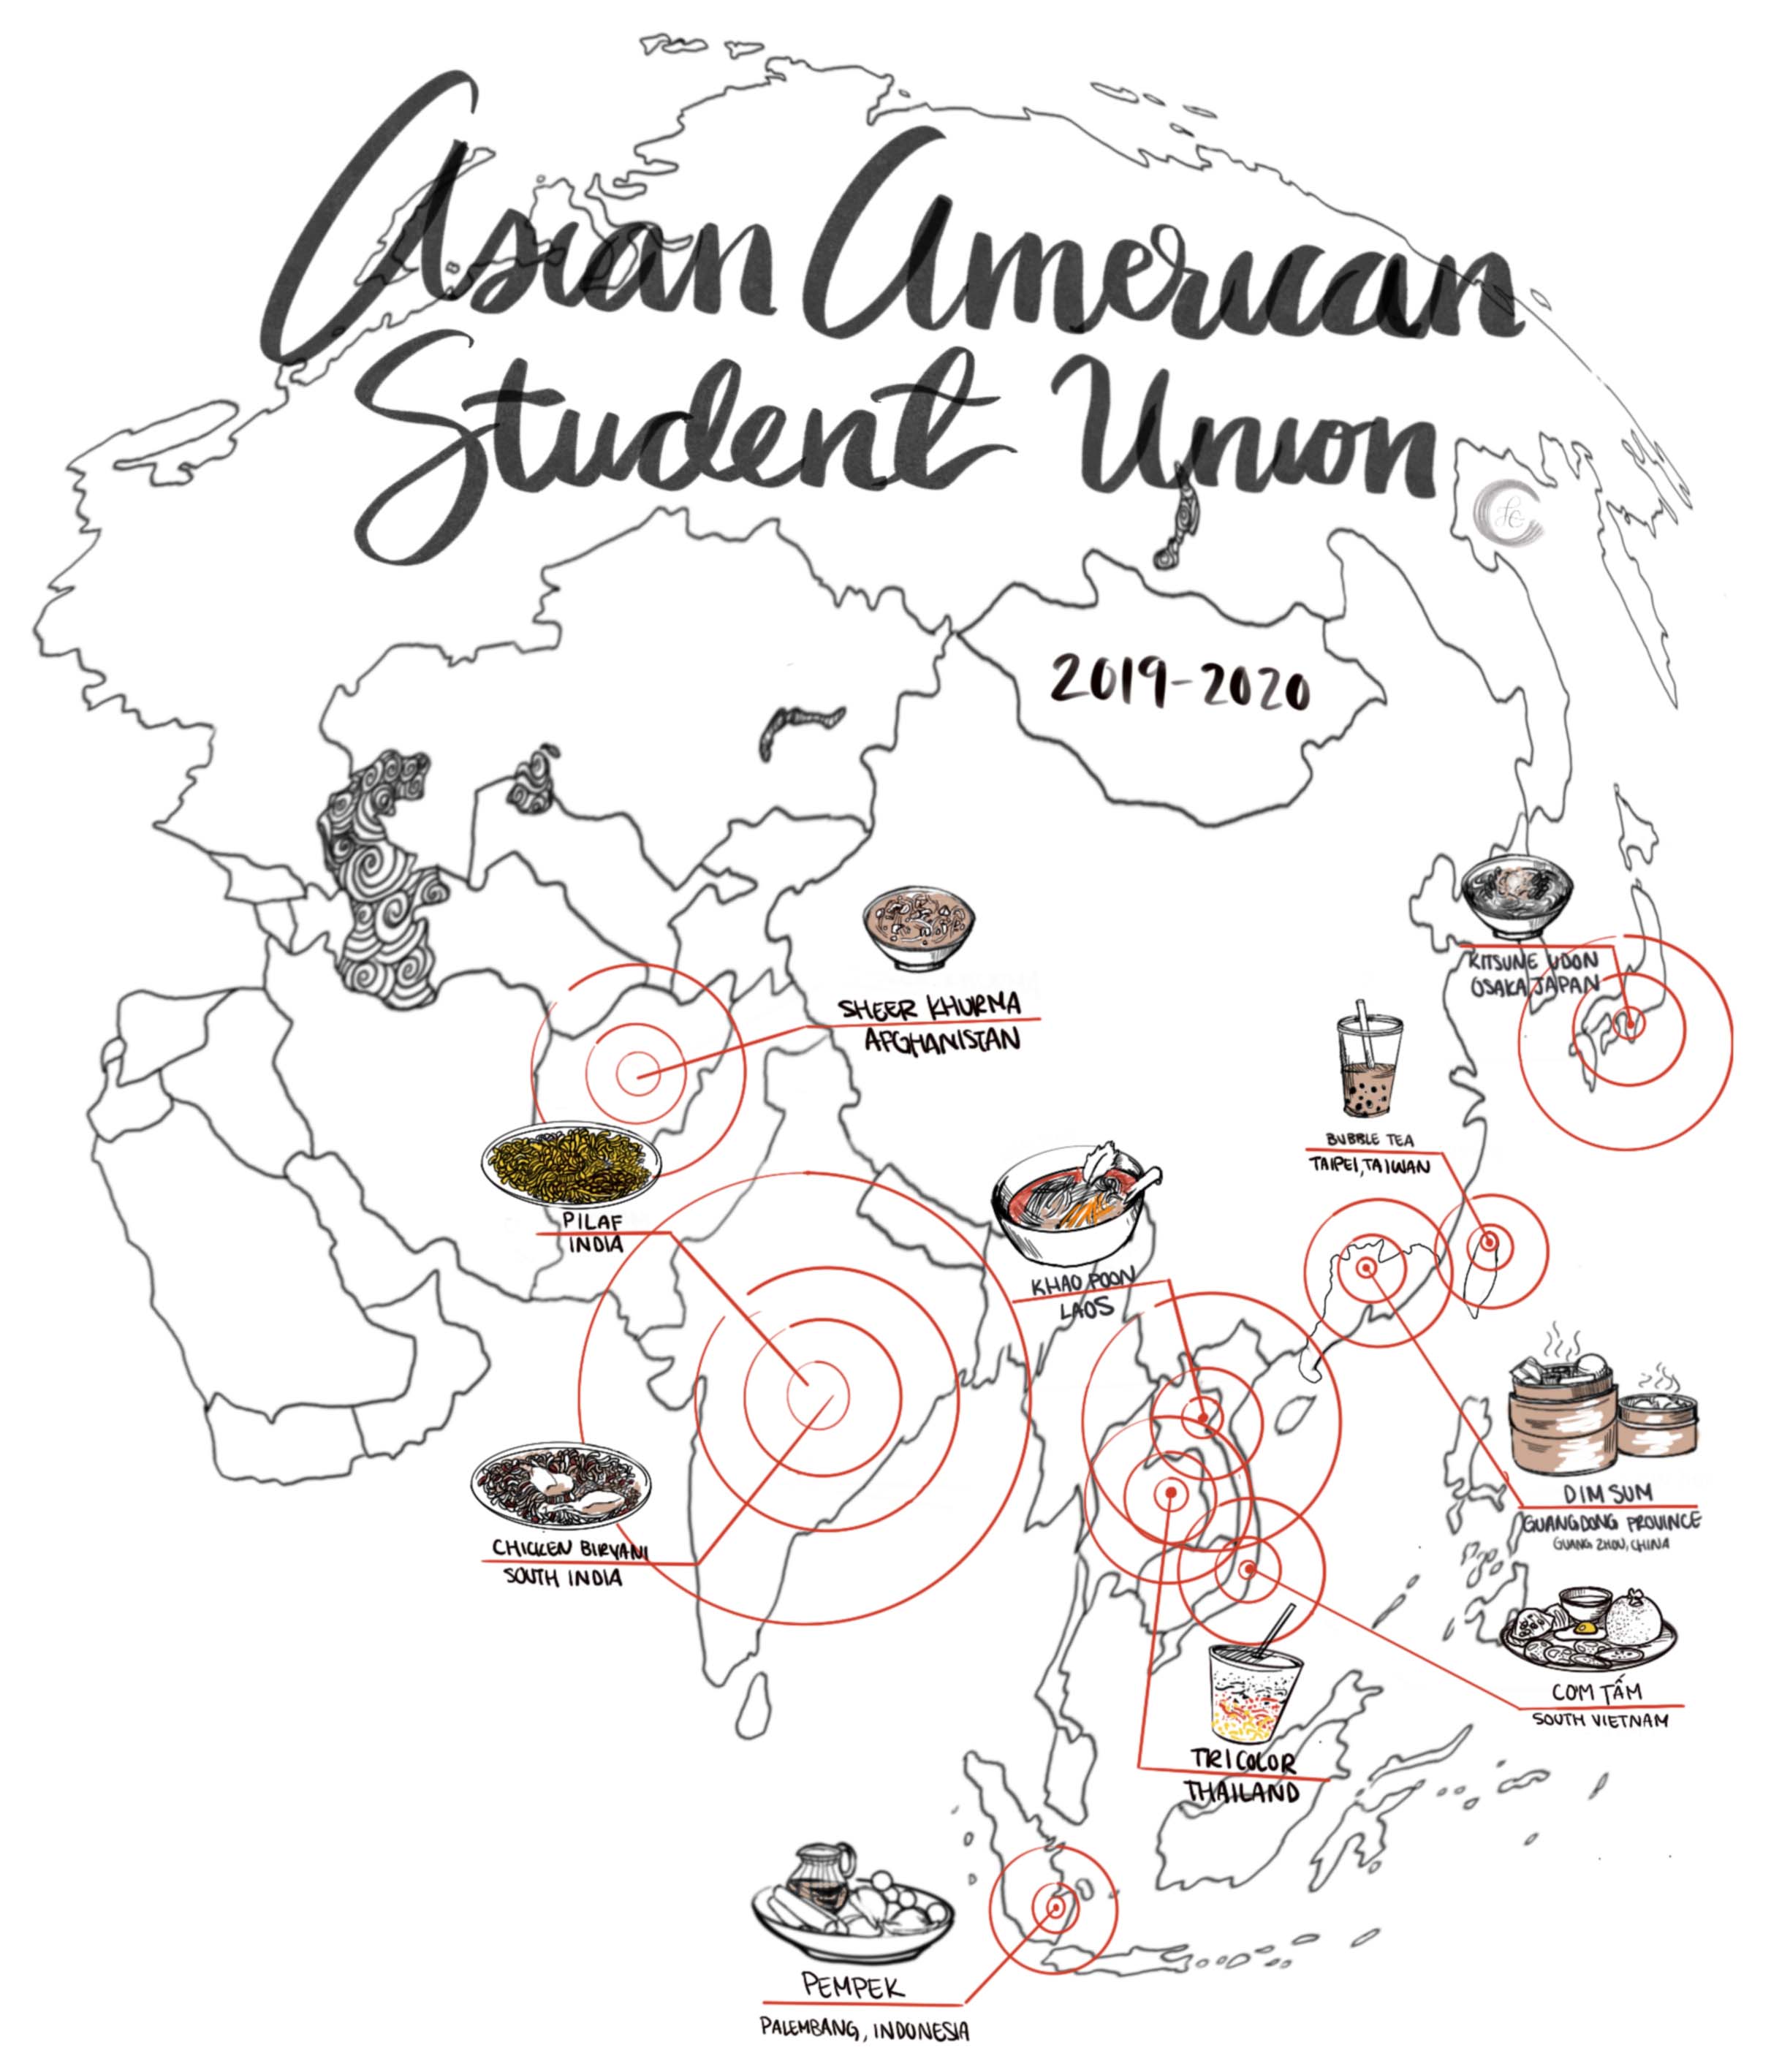 Asian American
Student Union
2019-2020
SHEER KHURMA
AFGHANISTAN
KITSUNE UDON
OSAKA, JAPAN
BUBBLE TEA
TAIPEI, TAIWAN
PILAF
INDIA
KHAO POON
LAOS
DIM SUM
GUANGDONG PROVINCE
GUANG ZHOU, CHINA
CHICKEN BIRYANI
SOUTH INDIA
CƠM TẤM
SOUTH VIETNAM
TRICOLOR
THAILAND
PEMPEK
PALEMBANG, INDONESIA